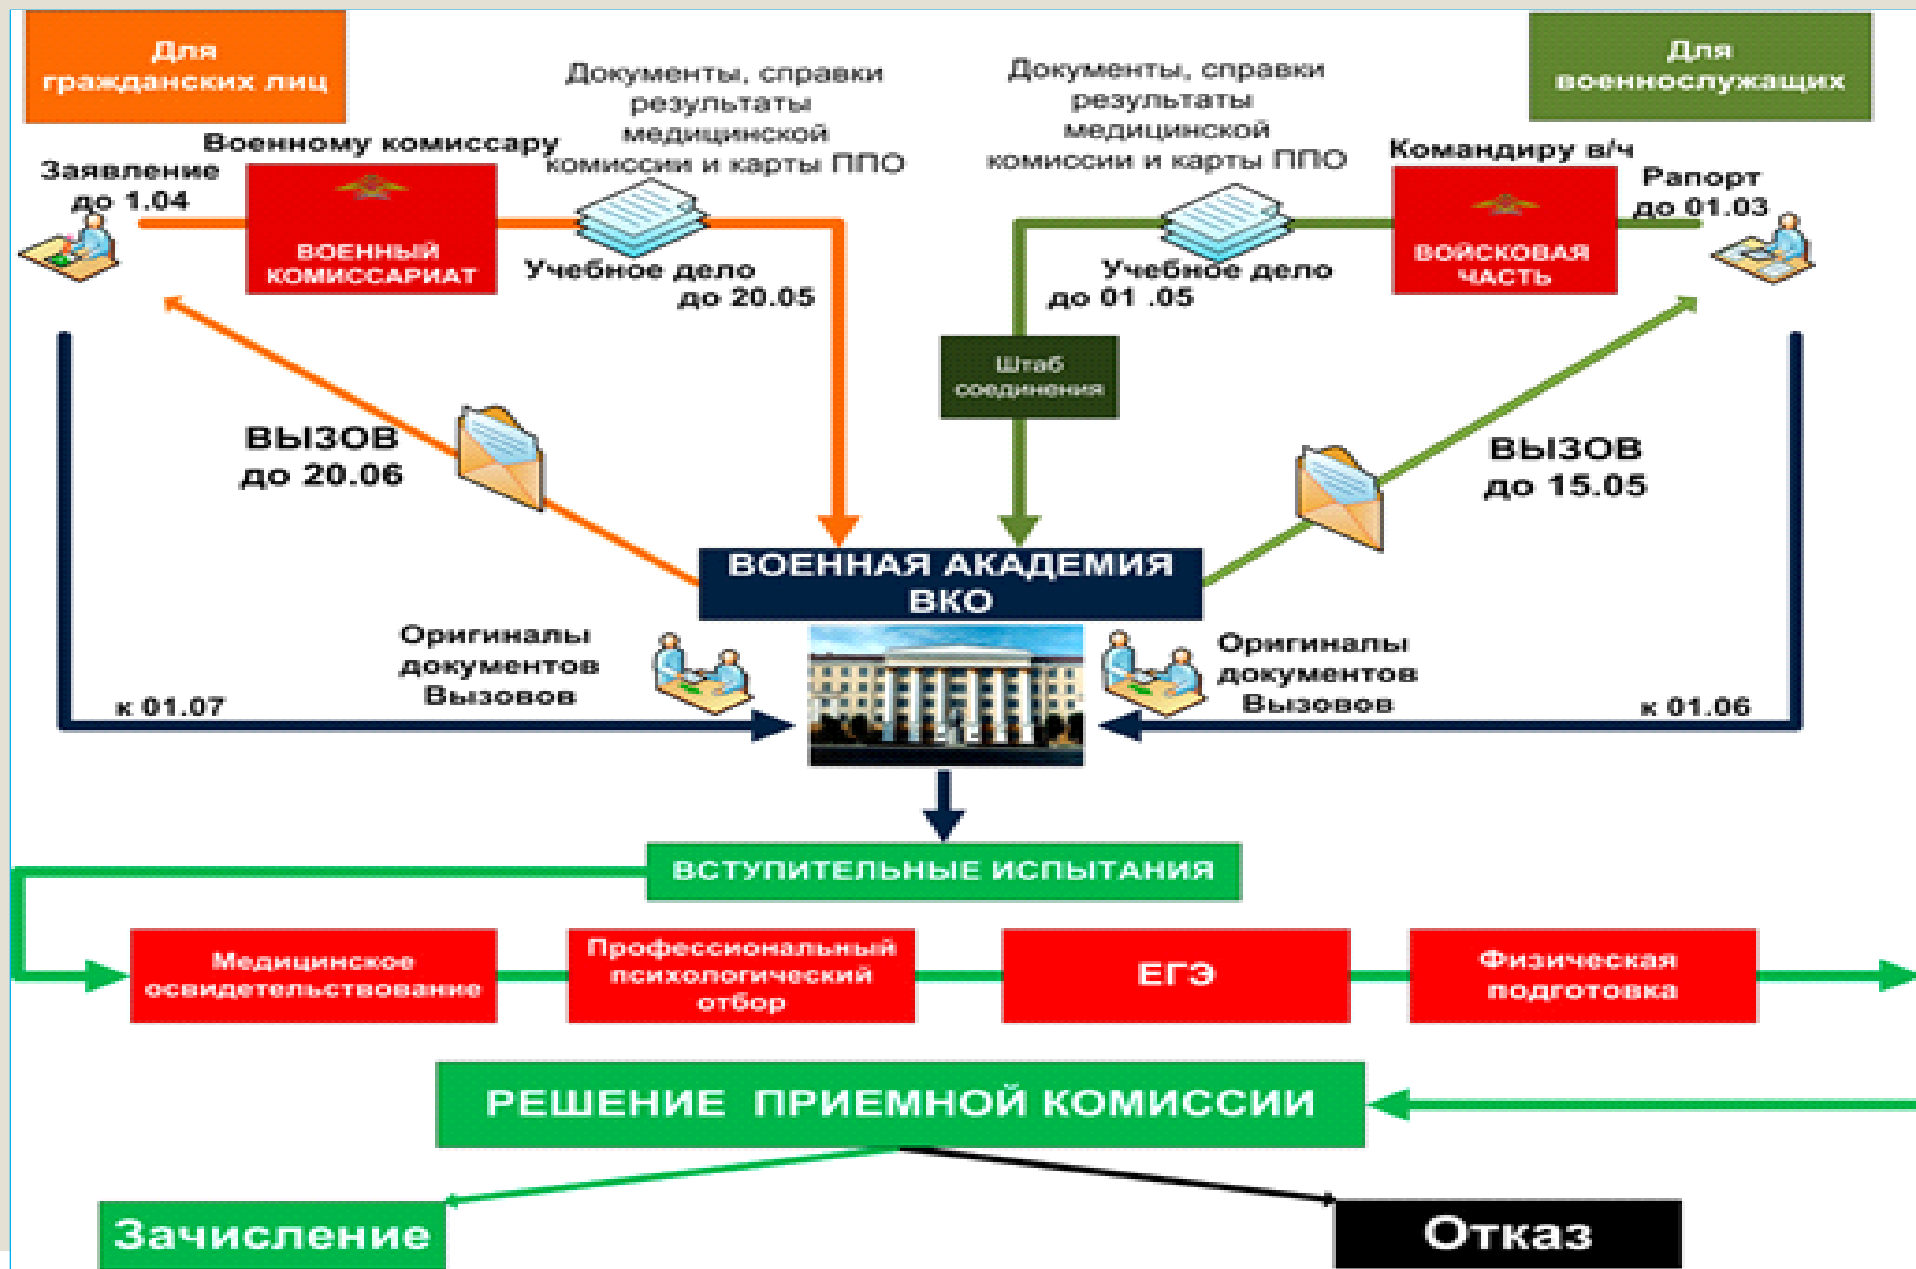 Для
гражданских лиц
Военному комиссару
Заявление
до 1.04
ВОЕННЫЙ
КОМИССАРИАТ
Документы, справки
результаты
медицинской
комиссии и карты ППО
Учебное дело
до 20.05
Документы, справки
результаты
медицинской
комиссии и карты ППО
Учебное дело
до 01 .05
Для
военнослужащих
Командиру в/ч
Рапорт
до 01.03
ВОЙСКОВАЯ
ЧАСТЬ
Штаб
соединения
ВЫЗОВ
до 20.06
ВЫЗОВ
до 15.05
ВОЕННАЯ АКАДЕМИЯ
ВКО
Оригиналы
документов
Вызовов
к 01.07
Оригиналы
документов
Вызовов
к 01.06
ВСТУПИТЕЛЬНЫЕ ИСПЫТАНИЯ
Медицинское
освидетельствование
Профессиональный
психологический
отбор
ЕГЭ
Физическая
подготовка
РЕШЕНИЕ ПРИЕМНОЙ КОМИССИИ
Зачисление
Отказ